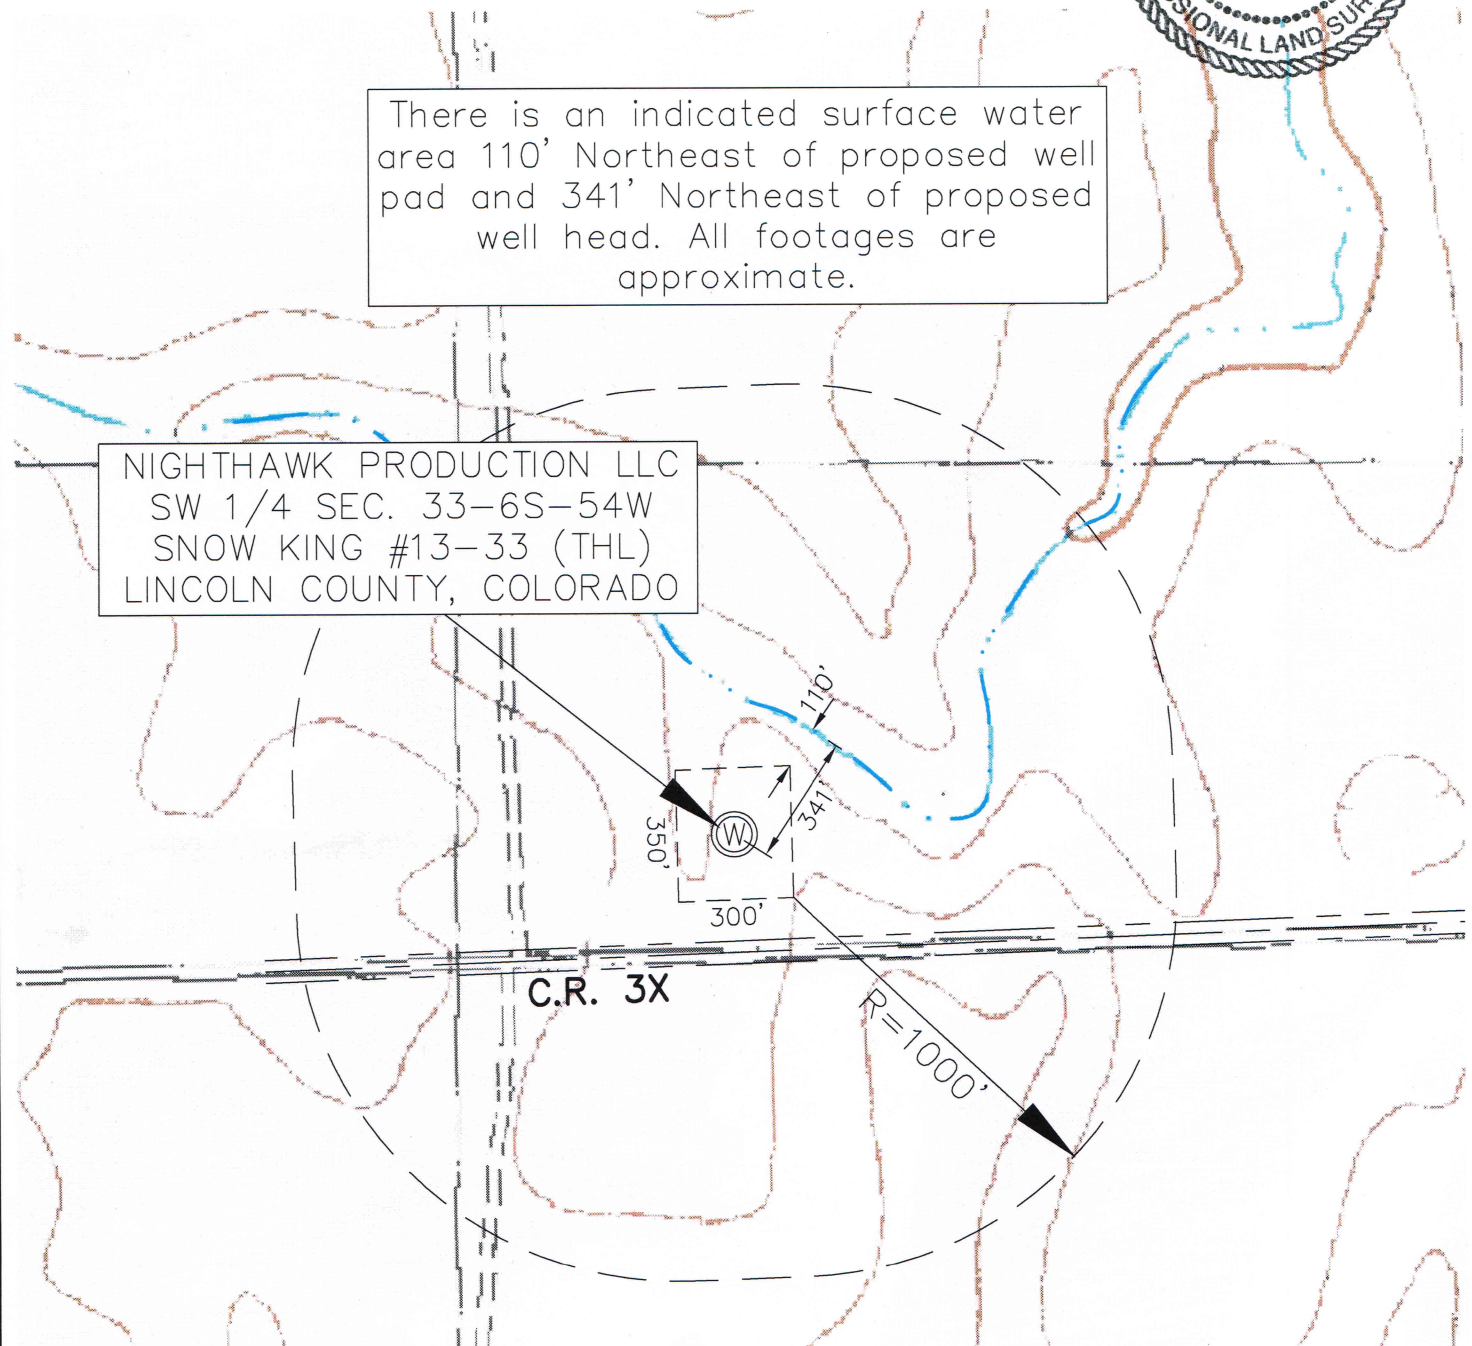 SIONAL LAND SUR
There is an indicated surface water
area 110' Northeast of proposed well
pad and 341' Northeast of proposed
well head. All footages are
approximate.
NIGHTHAWK PRODUCTION LLC
SW 1/4 SEC. 33-6S-54W
SNOW KING #13-33 (THL)
LINCOLN COUNTY, COLORADO
110'
341'
350'
W
300'
C.R. 3X
R=1000'